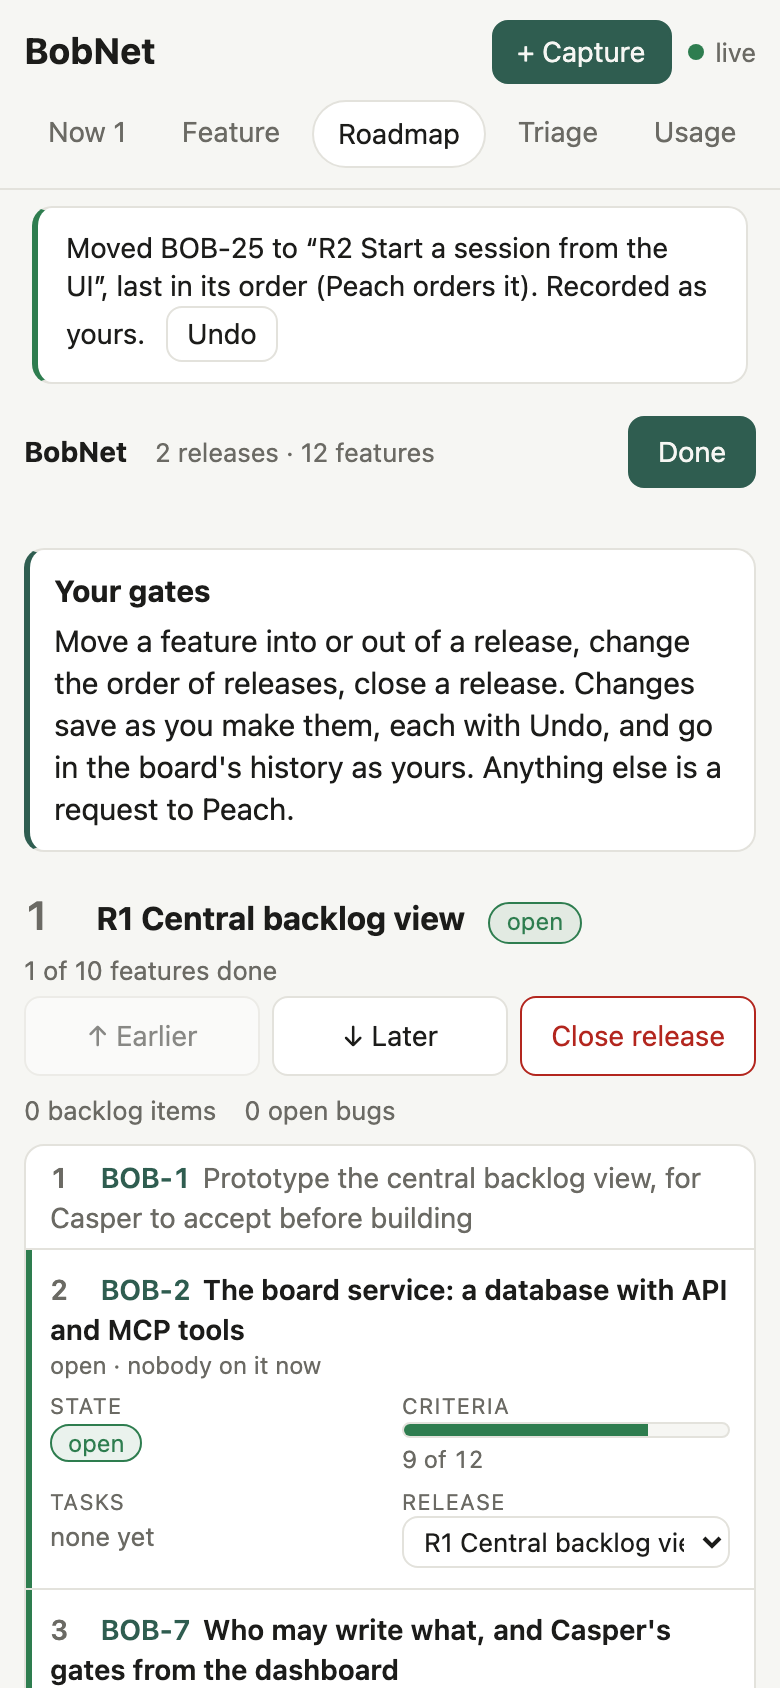 BobNet
+ Capture
live
Now 1
Feature
Roadmap
Triage
Usage
Moved BOB-25 to “R2 Start a session from the
UI”, last in its order (Peach orders it). Recorded as
yours. Undo
BobNet 2 releases · 12 features
Done
Your gates
Move a feature into or out of a release, change
the order of releases, close a release. Changes
save as you make them, each with Undo, and go
in the board's history as yours. Anything else is a
request to Peach.
1 R1 Central backlog view open
1 of 10 features done
↑ Earlier
↓ Later
Close release
0 backlog items 0 open bugs
1 BOB-1 Prototype the central backlog view, for
Casper to accept before building
2 BOB-2 The board service: a database with API
and MCP tools
open · nobody on it now
STATE
open
CRITERIA
9 of 12
TASKS
none yet
RELEASE
R1 Central backlog vie
3 BOB-7 Who may write what, and Casper's
gates from the dashboard